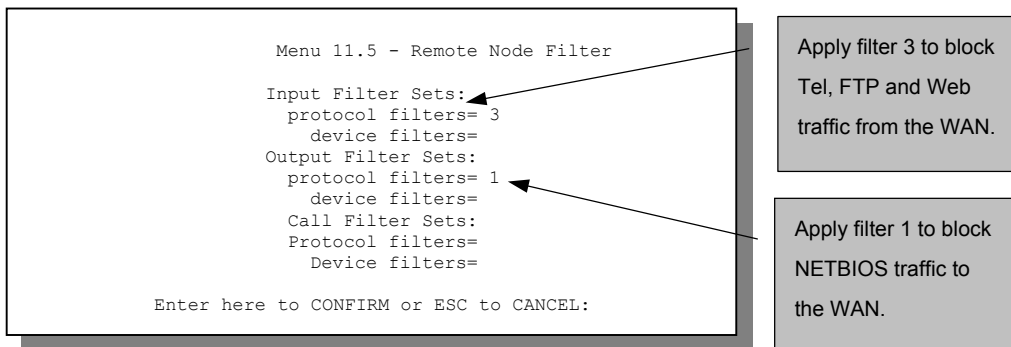 Menu 11.5 - Remote Node Filter
Input Filter Sets:
protocol filters= 3
device filters=
Output Filter Sets:
protocol filters= 1
device filters=
Call Filter Sets:
Protocol filters=
Device filters=
Enter here to CONFIRM or ESC to CANCEL:
Apply filter 3 to block
Tel, FTP and Web
traffic from the WAN.
Apply filter 1 to block
NETBIOS traffic to
the WAN.